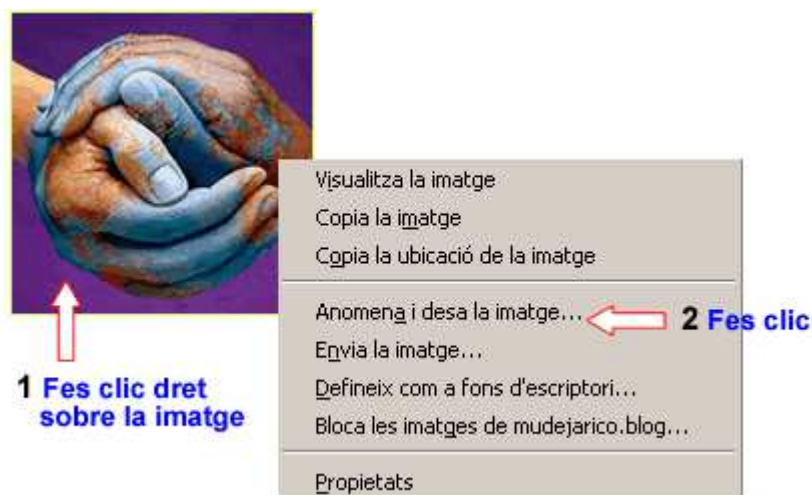 Visualitza la imatge
Copia la imatge
Copia la ubicació de la imatge
Anomena i desa la imatge...
2 Fes clic
Envia la imatge...
Defineix com a fons d'escriptori...
Bloca les imatges de mudejarico.blog...
Propietats
1 Fes clic dret
sobre la imatge